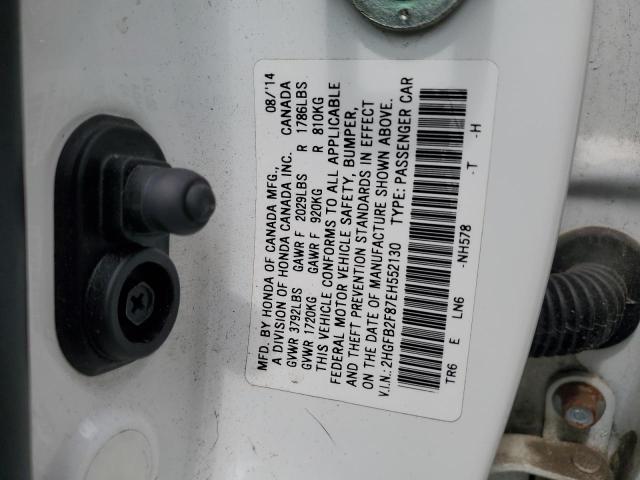 MFD. BY HONDA OF CANADA MFG., 08/'14
A DIVISION OF HONDA CANADA INC. CANADA
GVWR 3792LBS GAWR F 2029LBS R 1786LBS
GVWR 1720KG GAWR F 920KG R 810KG
THIS VEHICLE CONFORMS TO ALL APPLICABLE
FEDERAL MOTOR VEHICLE SAFETY, BUMPER,
AND THEFT PREVENTION STANDARDS IN EFFECT
ON THE DATE OF MANUFACTURE SHOWN ABOVE.
V.I.N.: 2HGFB2F87EH552130 TYPE: PASSENGER CAR
TR6 E LN6 -NH578 -T -H